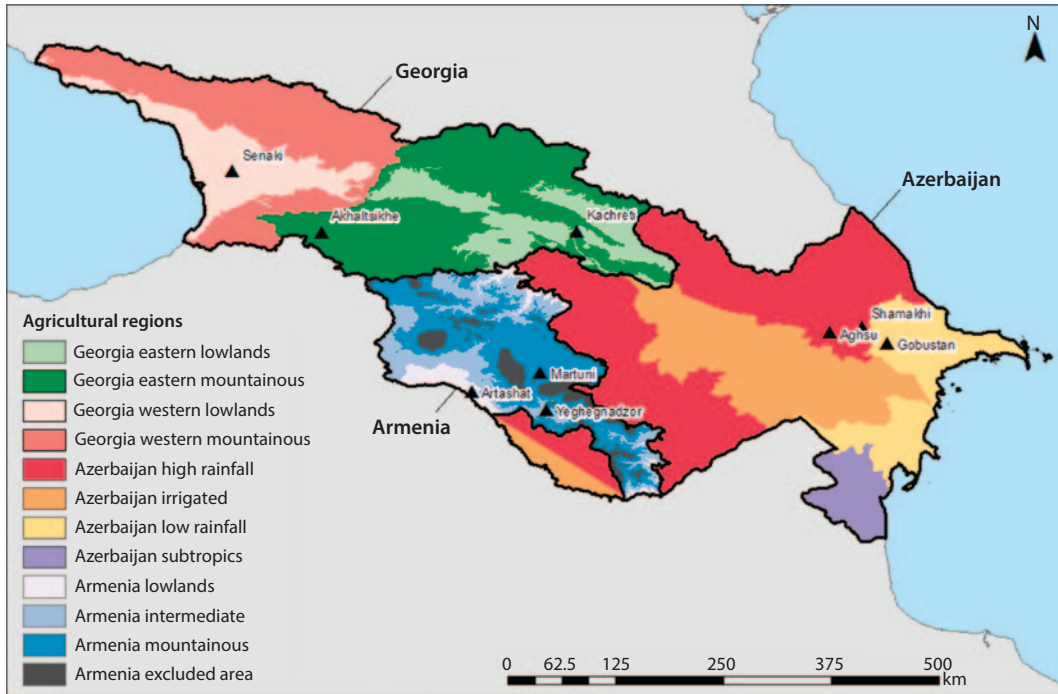 N
Georgia
Senaki
Azerbaijan
Akhaltsikhe
Kachreti
Shamakhi
Aghsu
Gobustan
Martuni
Artashat
Yeghegnadzor
Armenia
Agricultural regions
Georgia eastern lowlands
Georgia eastern mountainous
Georgia western lowlands
Georgia western mountainous
Azerbaijan high rainfall
Azerbaijan irrigated
Azerbaijan low rainfall
Azerbaijan subtropics
Armenia lowlands
Armenia intermediate
Armenia mountainous
Armenia excluded area
0 62.5 125 250 375 500
km